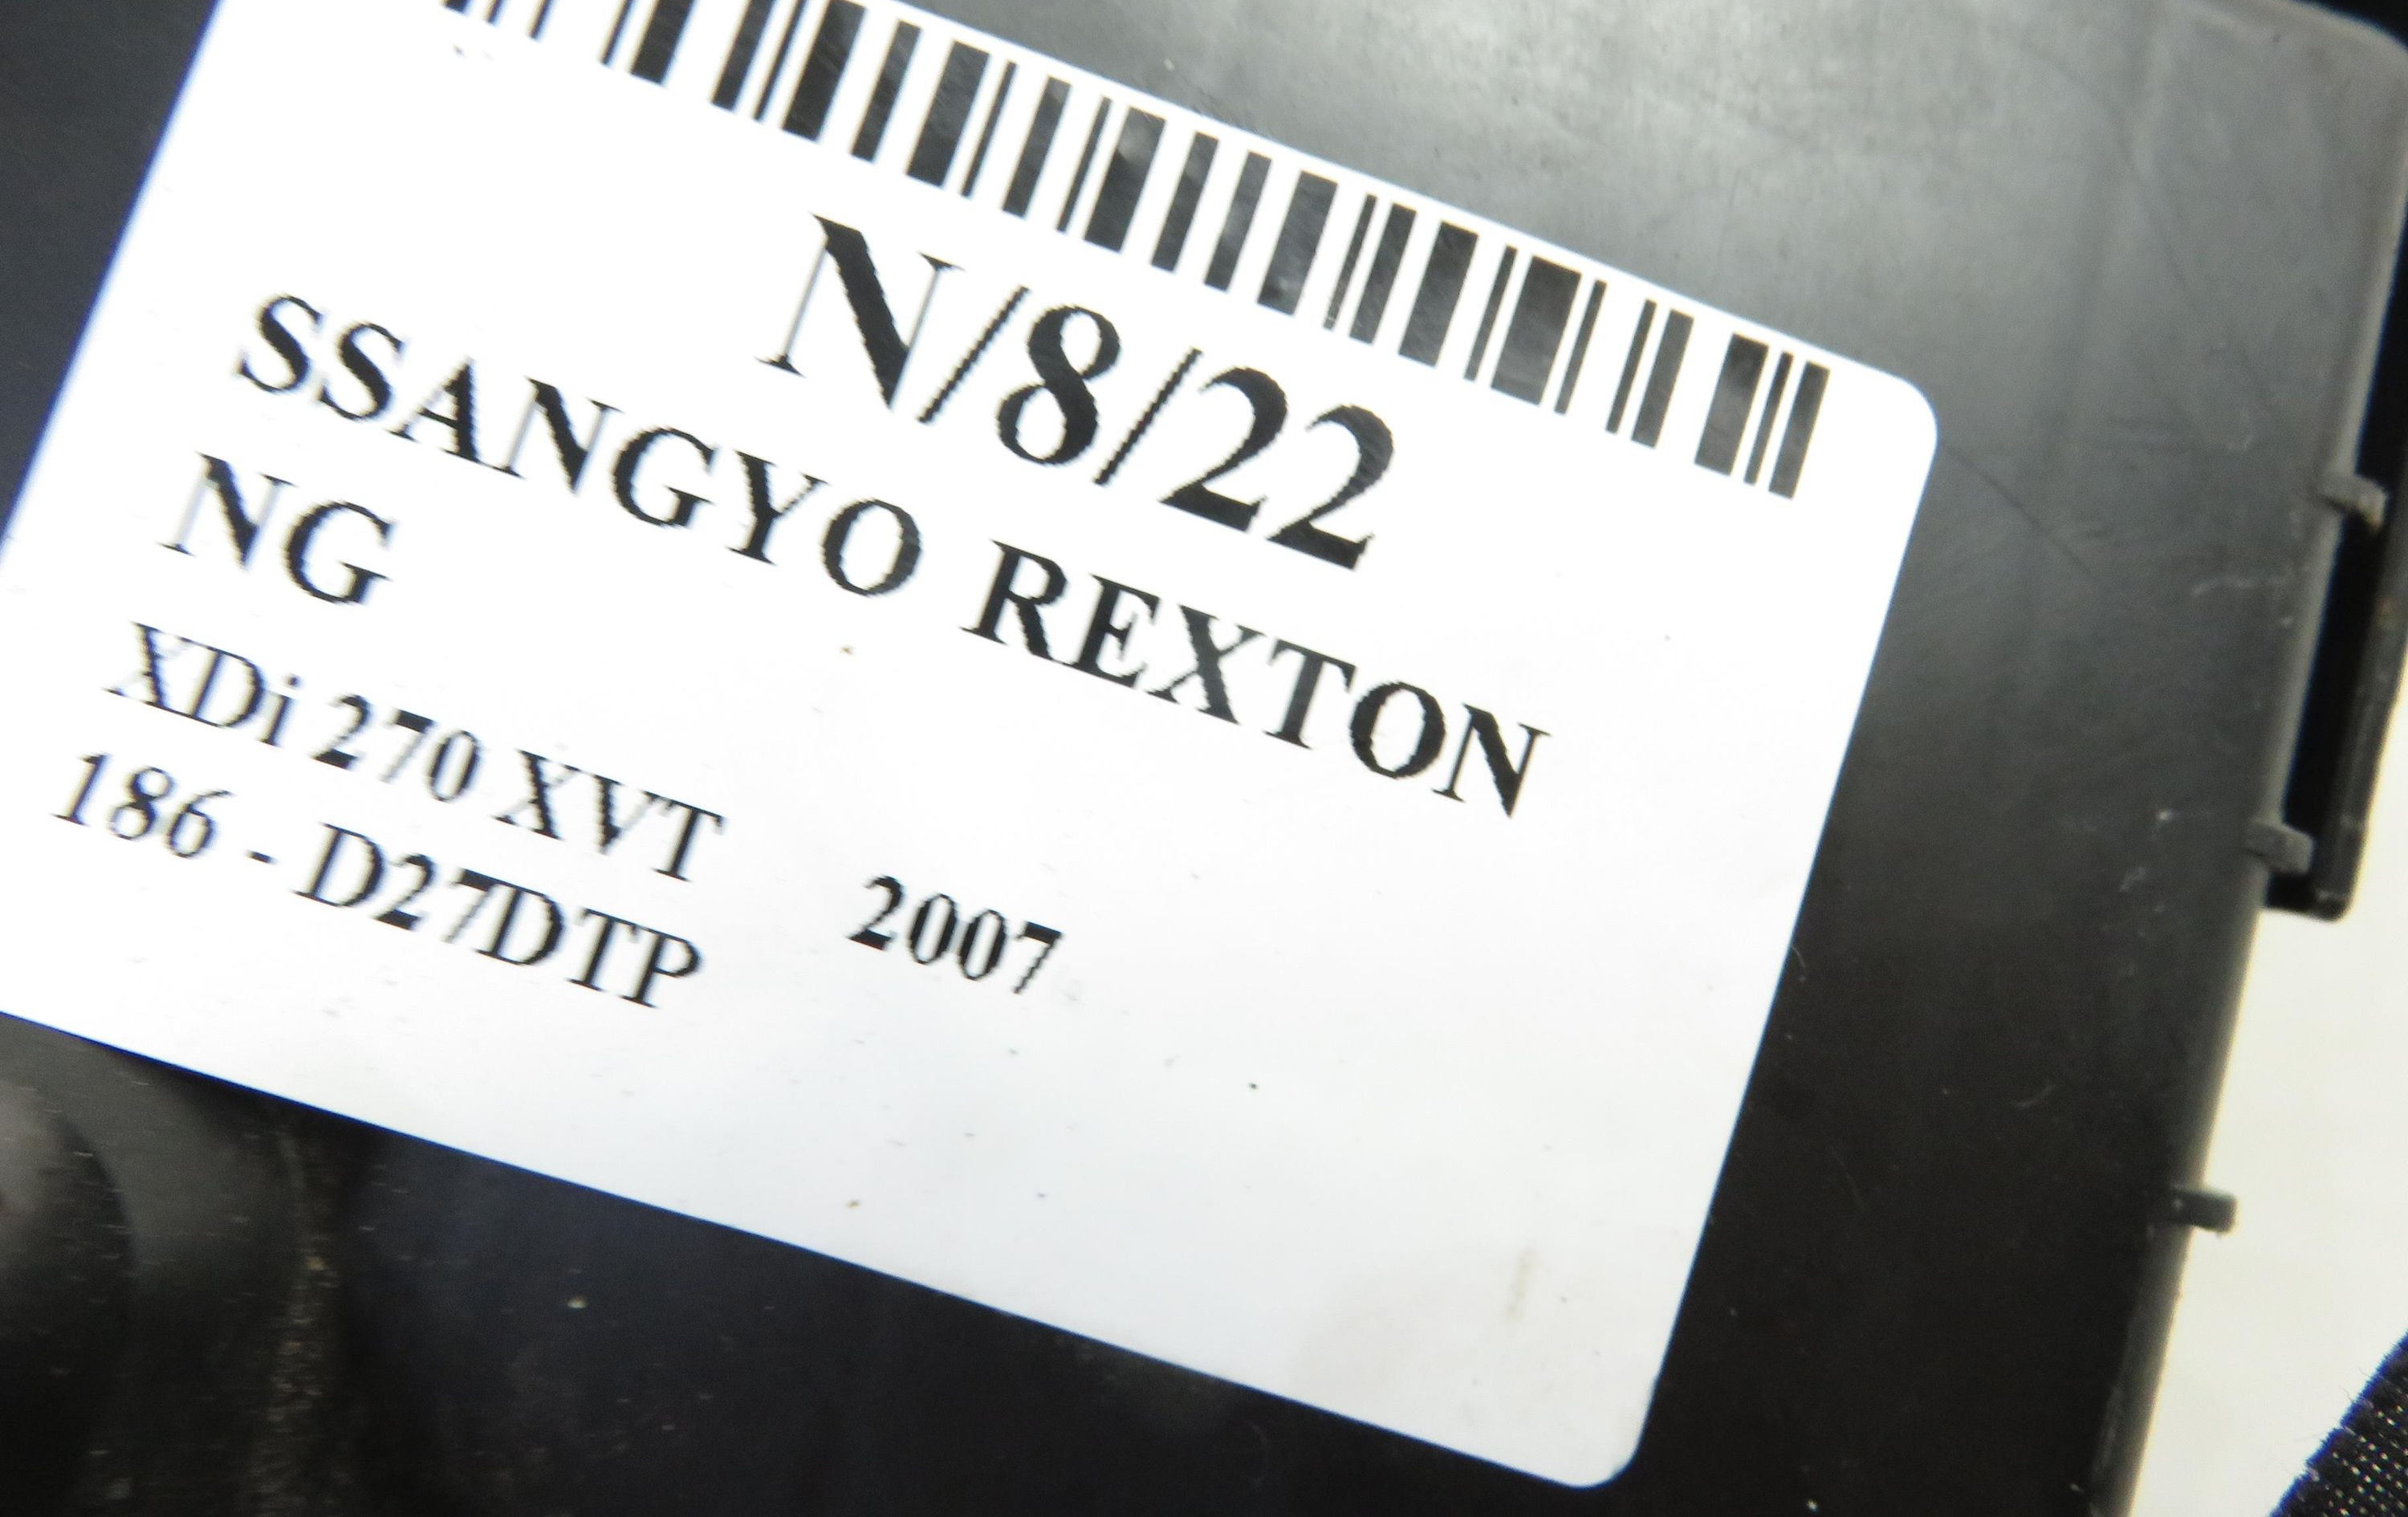 N/8/22
SSANGYO REXTON
NG
XDi 270 XVT 2007
186 - D27DTP